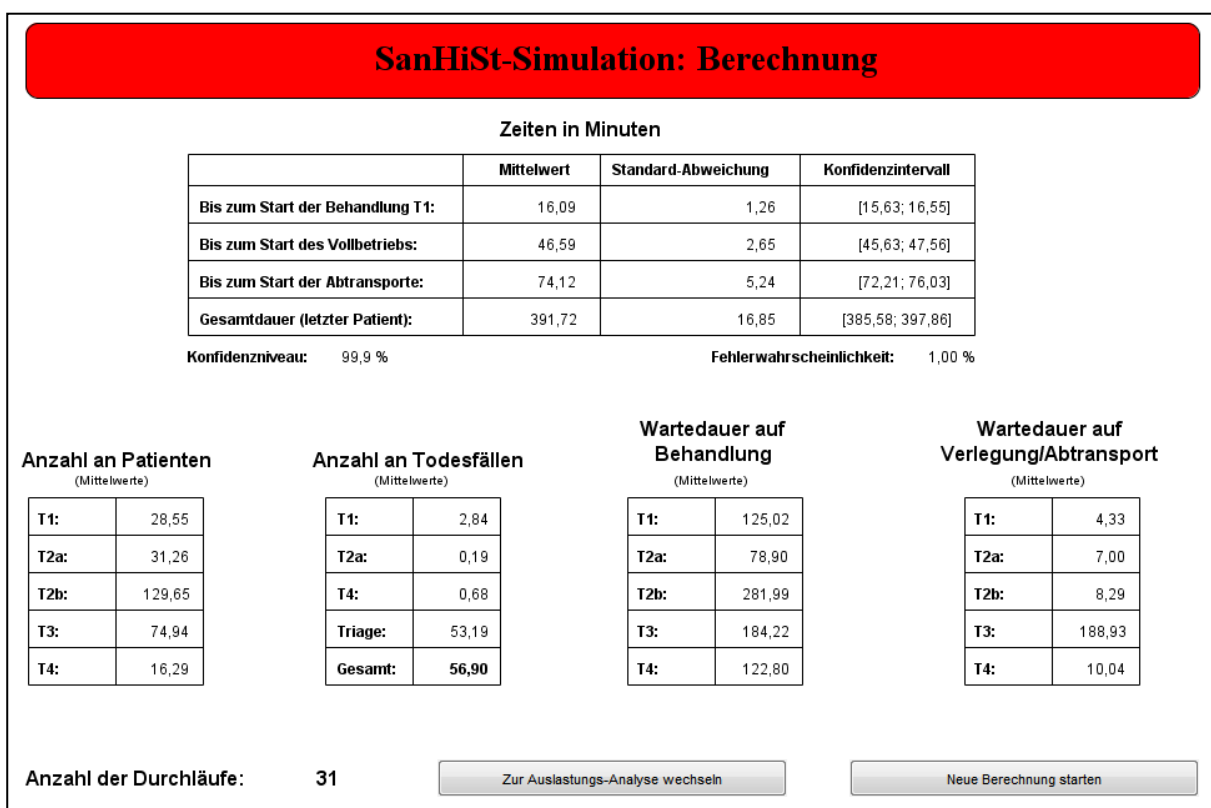 SanHiSt-Simulation: Berechnung
Zeiten in Minuten
Mittelwert Standard-Abweichung Konfidenzintervall
Bis zum Start der Behandlung T1: 16,09 1,26 [15,63; 16,55]
Bis zum Start des Vollbetriebs: 46,59 2,65 [45,63; 47,56]
Bis zum Start der Abtransporte: 74,12 5,24 [72,21; 76,03]
Gesamtdauer (letzter Patient): 391,72 16,85 [385,58; 397,86]
Konfidenzniveau: 99,9 % Fehlerwahrscheinlichkeit: 1,00 %
Anzahl an Patienten
(Mittelwerte)
T1: 28,55
T2a: 31,26
T2b: 129,65
T3: 74,94
T4: 16,29
Anzahl an Todesfällen
(Mittelwerte)
T1: 2,84
T2a: 0,19
T4: 0,68
Triage: 53,19
Gesamt: 56,90
Wartedauer auf
Behandlung
(Mittelwerte)
T1: 125,02
T2a: 78,90
T2b: 281,99
T3: 184,22
T4: 122,80
Wartedauer auf
Verlegung/Abtransport
(Mittelwerte)
T1: 4,33
T2a: 7,00
T2b: 8,29
T3: 188,93
T4: 10,04
Anzahl der Durchläufe: 31
Zur Auslastungs-Analyse wechseln
Neue Berechnung starten